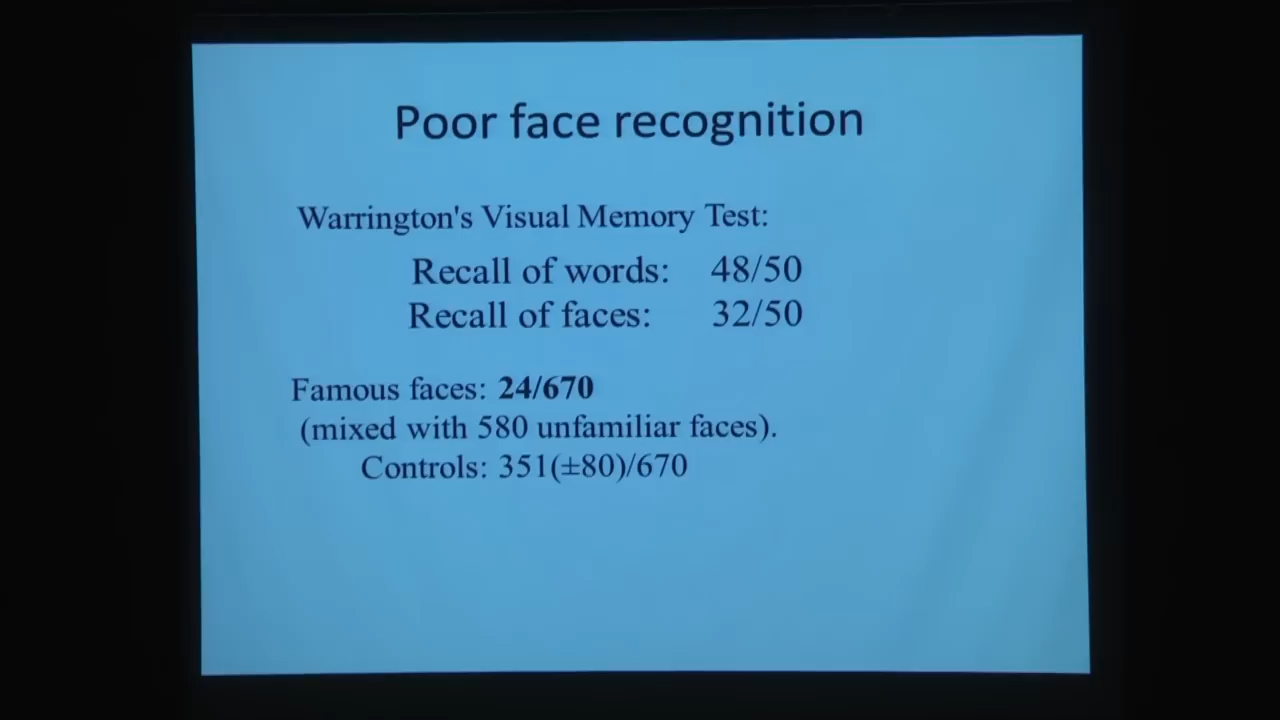 Poor face recognition
Warrington's Visual Memory Test:
Recall of words: 48/50
Recall of faces: 32/50
Famous faces: 24/670
(mixed with 580 unfamiliar faces).
Controls: 351(±80)/670